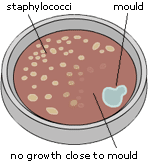 staphylococci
mould
no growth close to mould